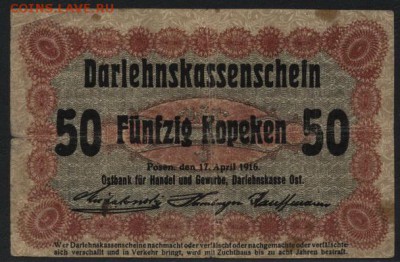 COINS.LAVE.RU
Darlehnskassenschein
50 Fünfzig Kopeken 50
Posen, den 17. April 1916.
Ostbank für Handel und Gewerbe, Darlehnskasse Ost.
Kauffmann
Wer Darlehnskassenscheine nachmacht oder verfälscht oder nachgemachte oder verfälschte
sich verschafft und in Verkehr bringt, wird mit Zuchthaus bis zu acht Jahren bestraft.